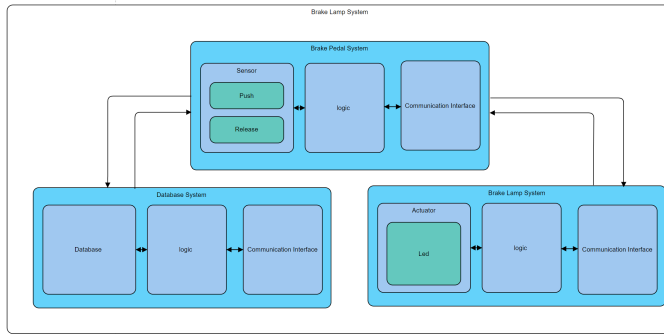 Brake Lamp System
Brake Pedal System
Sensor
Push
Release
logic
Communication Interface
Database System
Database
logic
Communication Interface
Brake Lamp System
Actuator
Led
logic
Communication Interface